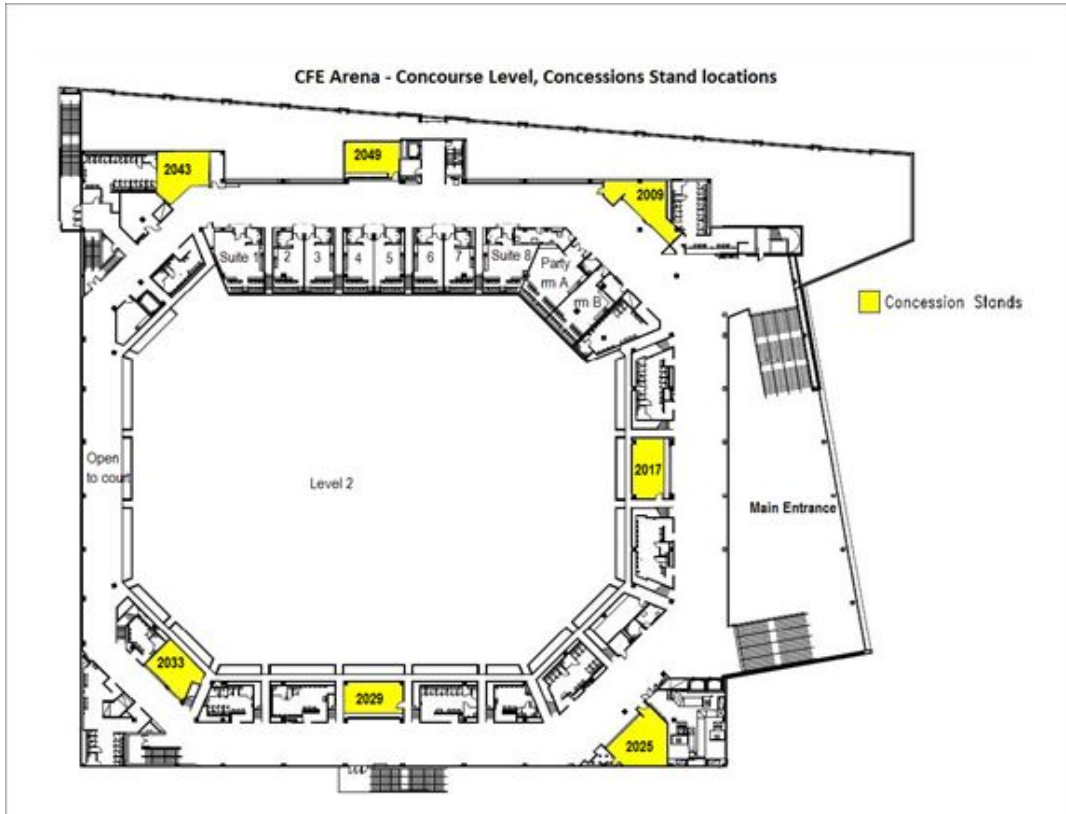 CFE Arena - Concourse Level, Concessions Stand locations
2049
2043
2009
Suite 1
2
3
4
5
6
7
Suite 8
Party
rm A
rm B
Concession Stands
Open
to court
Level 2
2017
Main Entrance
2033
2029
2025